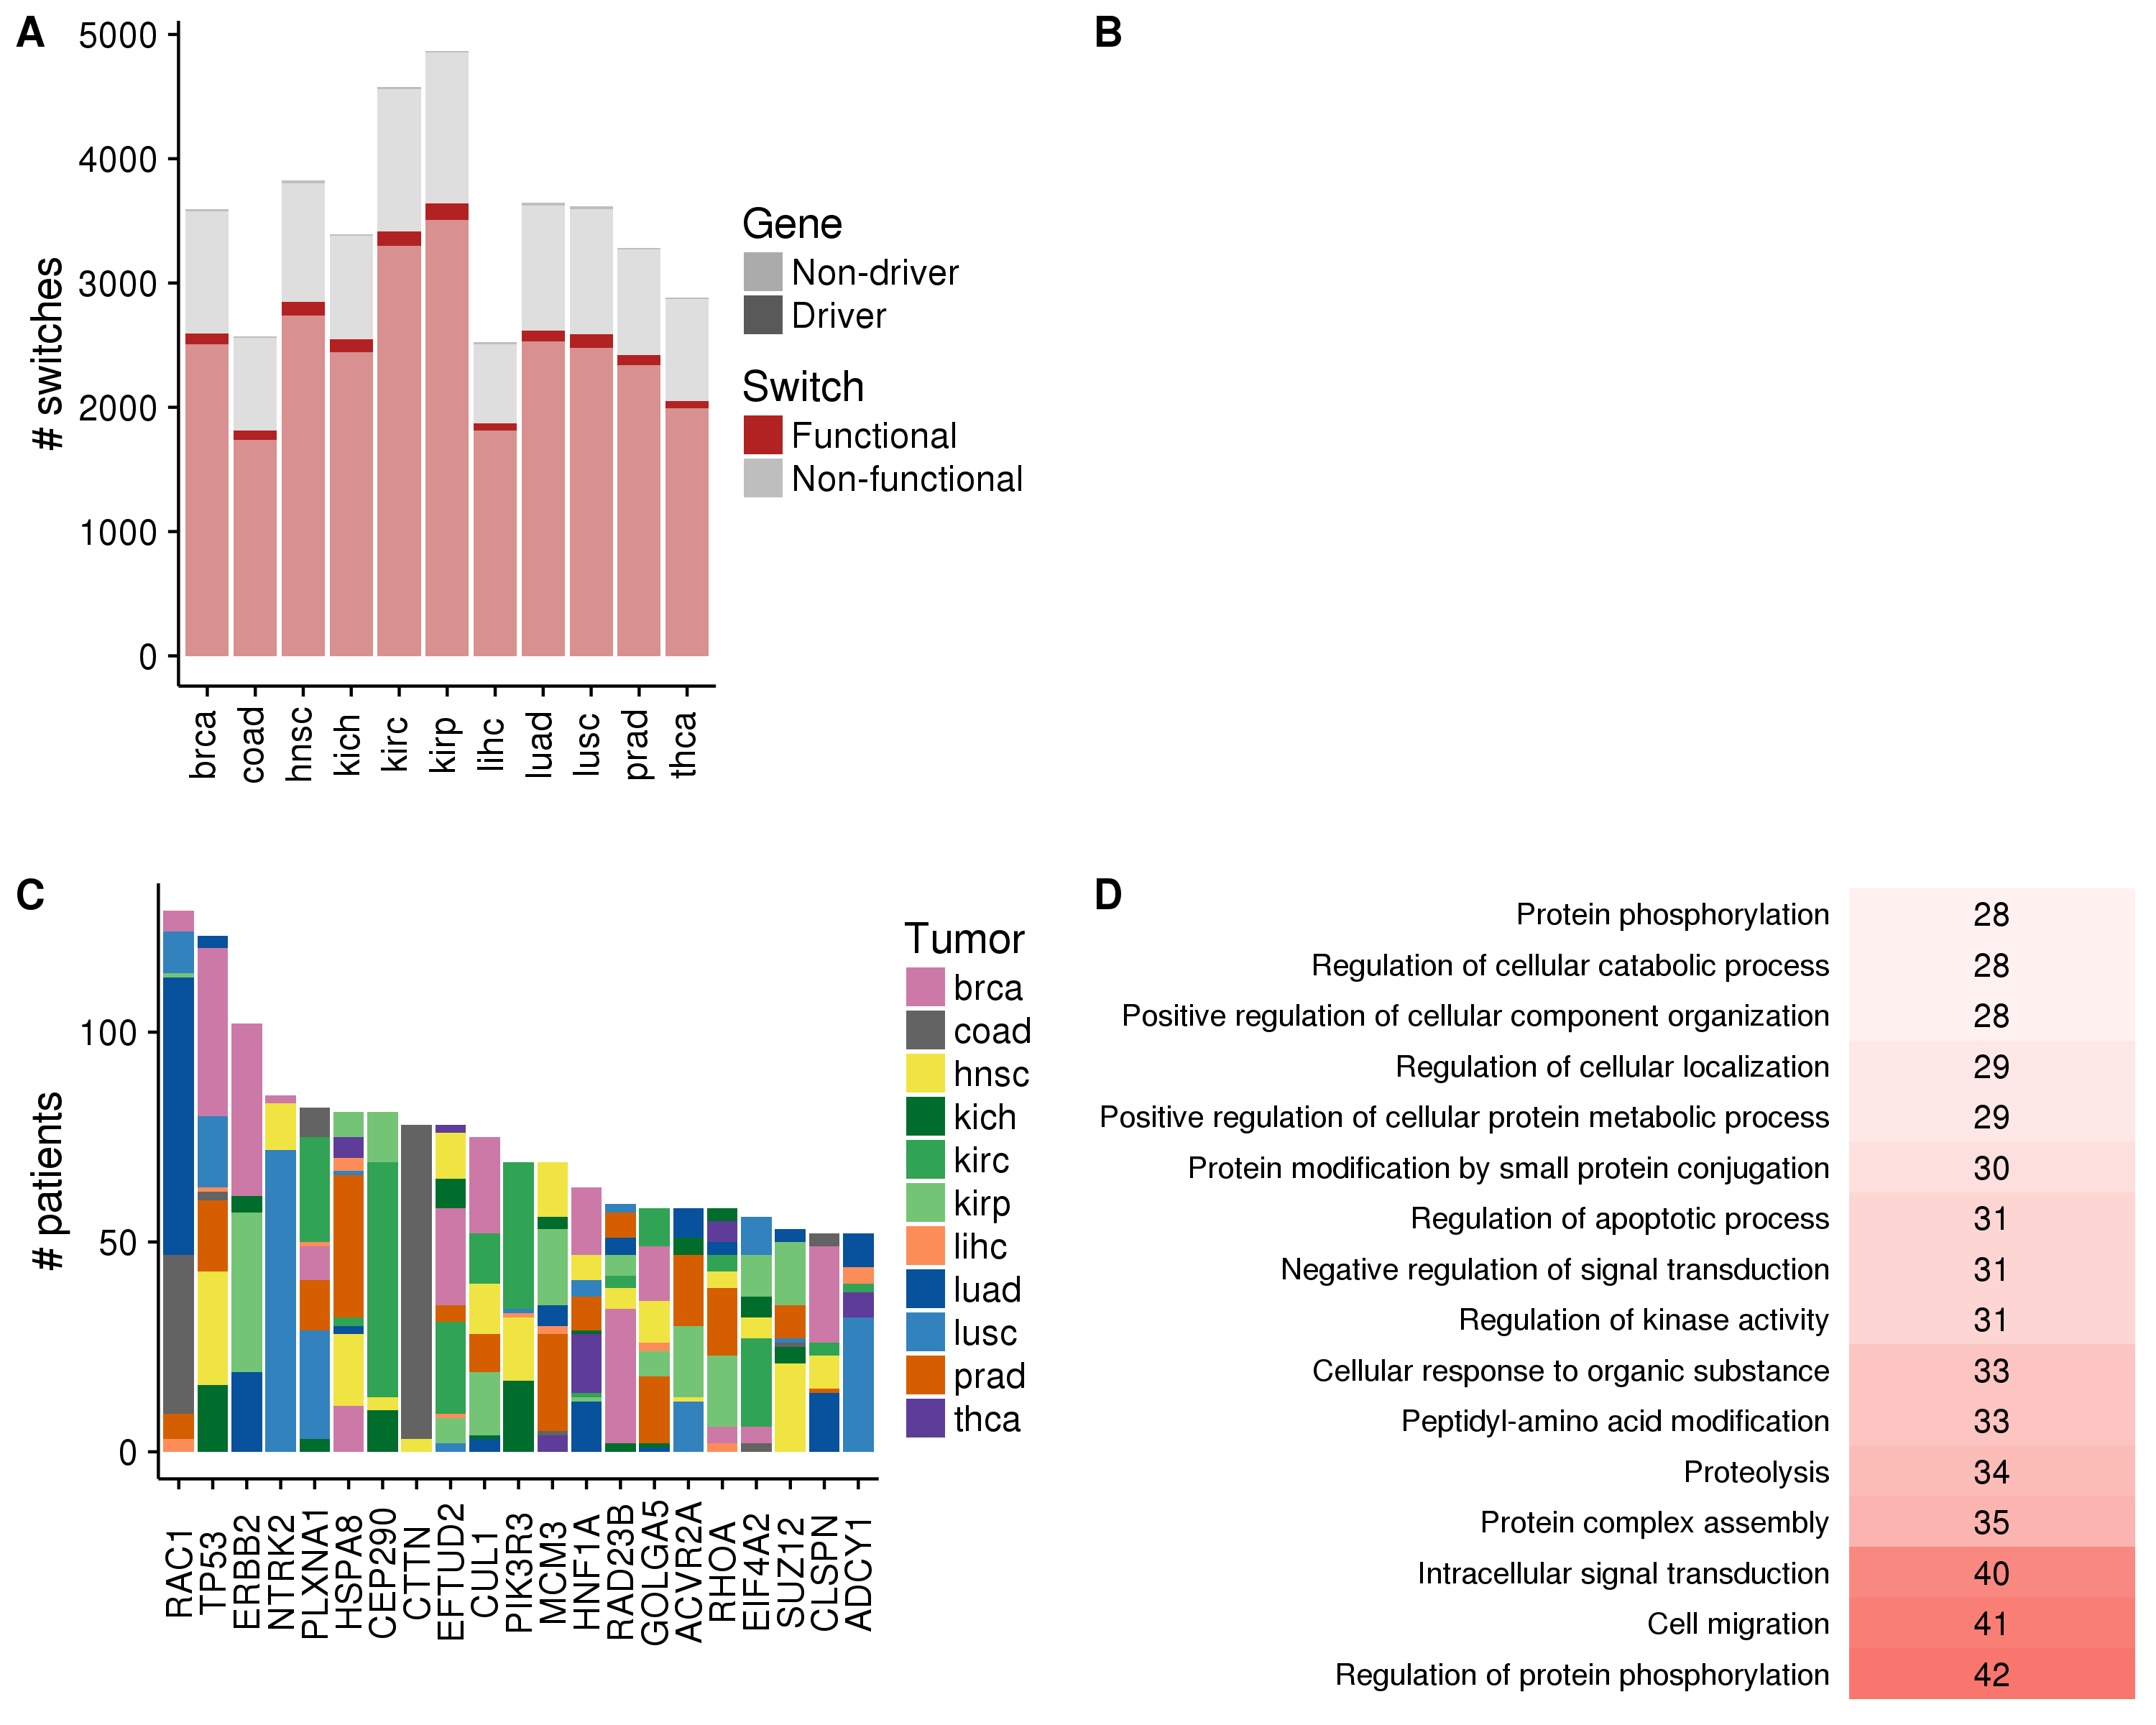 A
5000
4000
3000
2000
1000
0
# switches
brca
coad
hnsc
kich
kirc
kirp
lihc
luad
lusc
prad
thca
Gene
Non-driver
Driver
Switch
Functional
Non-functional
B
C
100
50
0
# patients
RAC1
TP53
ERBB2
NTRK2
PLXNA1
HSPA8
CEP290
CTTN
EFTUD2
CUL1
PIK3R3
MCM3
HNF1A
RAD23B
GOLGA5
ACVR2A
RHOA
EIF4A2
SUZ12
CLSPN
ADCY1
Tumor
brca
coad
hnsc
kich
kirc
kirp
lihc
luad
lusc
prad
thca
D
Protein phosphorylation 28
Regulation of cellular catabolic process 28
Positive regulation of cellular component organization 28
Regulation of cellular localization 29
Positive regulation of cellular protein metabolic process 29
Protein modification by small protein conjugation 30
Regulation of apoptotic process 31
Negative regulation of signal transduction 31
Regulation of kinase activity 31
Cellular response to organic substance 33
Peptidyl-amino acid modification 33
Proteolysis 34
Protein complex assembly 35
Intracellular signal transduction 40
Cell migration 41
Regulation of protein phosphorylation 42